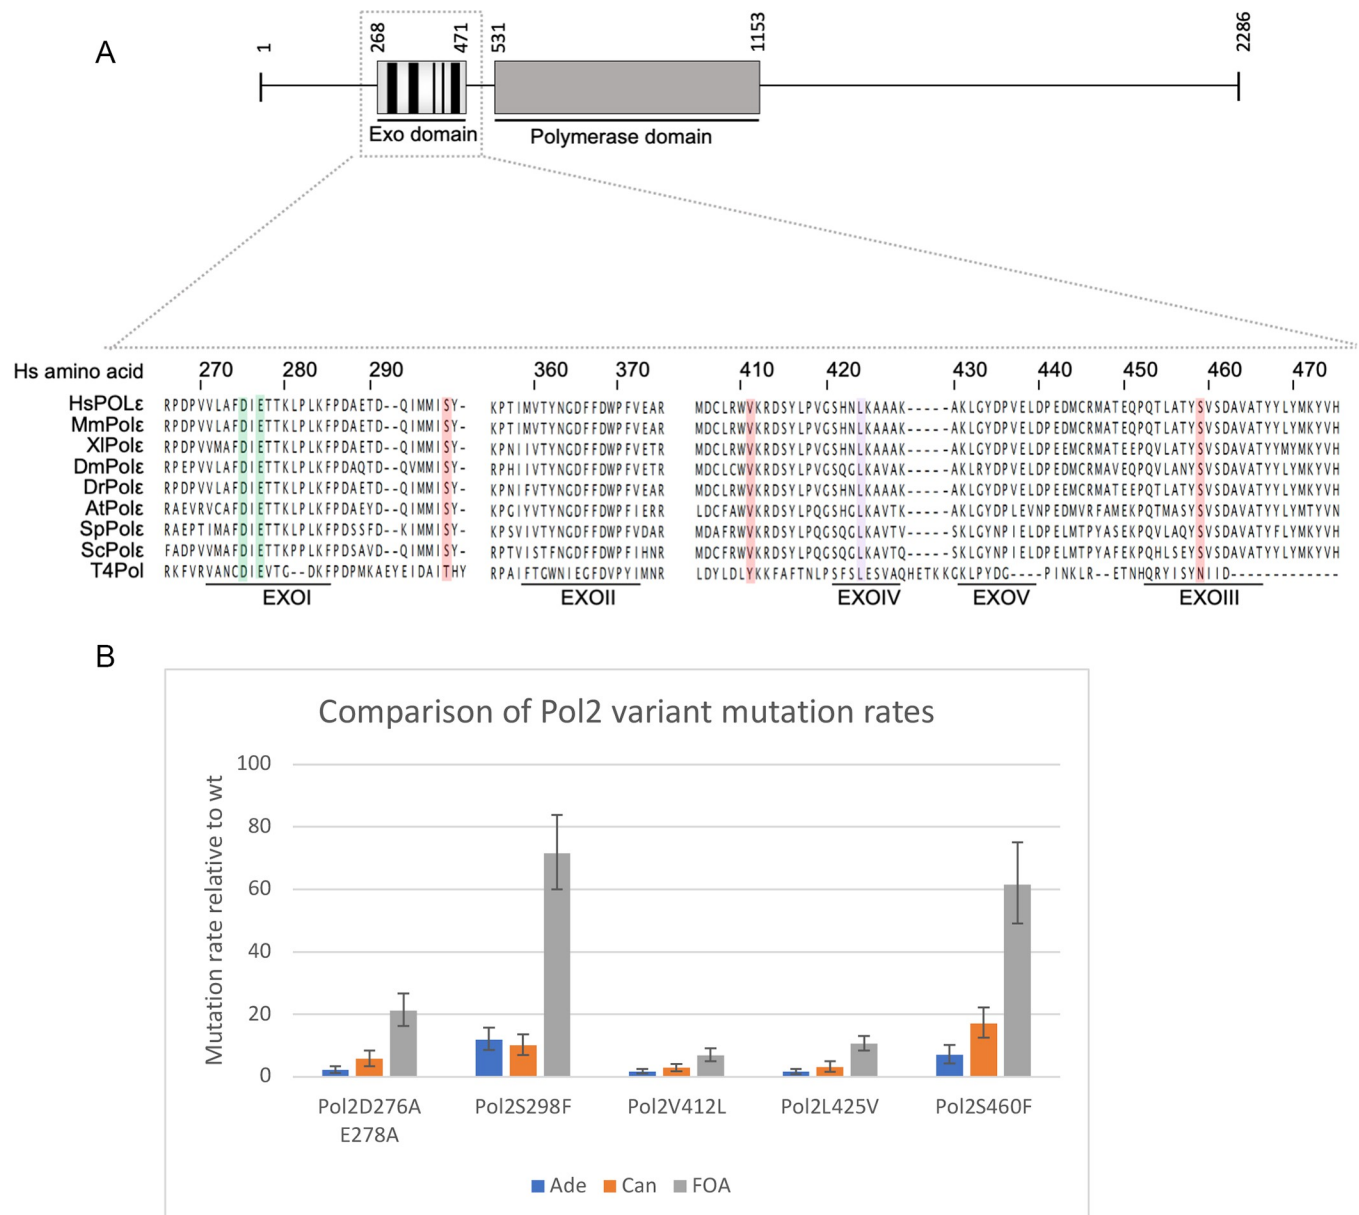 A
1
268
471
531
1153
2286
Exo domain
Polymerase domain
Hs amino acid 270 280 290 360 370 410 420 430 440 450 460 470
HsPOLε RPDPVVLAFDIETTKLPLKFPDAETD--QIMMISY- KPTIMVTYNGDFFDWPFVEAR MDCLRWVKRDSYLPVGSHNLKAAAK-----AKLGYDPVELDPEDMCRMATEQPQTLATYSVSDAVATYYLYMKYVH
MmPolε RPDPVVLAFDIETTKLPLKFPDAETD--QIMMISY- KPTIMVTYNGDFFDWPFVEAR MDCLRWVKRDSYLPVGSHNLKAAAK-----AKLGYDPVELDPEDMCRMATEQPQTLATYSVSDAVATYYLYMKYVH
XlPolε RPDPVVMAFDIETTKLPLKFPDAETD--QIMMISY- KPNIIVTYNGDFFDWPFVETR MDCLRWVKRDSYLPVGSHNLKAAAK-----AKLGYDPVELDPEEMCRMATEEPQTLATYSVSDAVATYYMYMKYVH
DmPolε RPEPVVLAFDIETTKLPLKFPDAQTD--QVMMISY- RPHIIVTYNGDFFDWPFVETR MDCLCWVKRDSYLPVGSQGLKAVAK-----AKLRYDPVELDPEDMCRMAVEQPQVLANYSVSDAVATYYLYMKYVH
DrPolε RPDPVVLAFDIETTKLPLKFPDAETD--QIMMISY- KPNIFVTYNGDFFDWPFVEAR MDCLRWVKRDSYLPVGSHNLKAAAK-----AKLGYDPVELDPEEMCRMATEEPQTLATYSVSDAVATYYLYMKYVH
AtPolε RAEVRVCAFDIETTKLPLKFPDAEYD--QIMMISY- KPGIYVTYNGDFFDWPFIERR LDCFAWVKRDSYLPQGSHGLKAVTK-----AKLGYDPLEVNPEDMVRFAMEKPQTMASYSVSDAVATYYLYMTYVN
SpPolε RAEPTIMAFDIETTKLPLKFPDSSFD--KIMMISY- KPSVIVTYNGDFFDWPFVDAR MDAFRWVKRDSYLPQGSQGLKAVTV-----SKLGYNPIELDPELMTPYASEKPQVLAQYSVSDAVATYFLYMKYVH
ScPolε FADPVVMAFDIETTKPPLKFPDSAVD--QIMMISY- RPTVISTFNGDFFDWPFIHNR MDCFRWVKRDSYLPQGSQGLKAVTQ-----SKLGYNPIELDPELMTPYAFEKPQHLSEYSVSDAVATYYLYMKYVH
T4Pol RKFVRVANCDIEVTG--DKFPDPMKAEYEIDAITHY RPAIFTGWNIEGFDVPYIMNR LDYLDLYKKFAFTNLPSFSLESVAQHETKKGKLPYDG----PINKLR--ETNHQRYISYNIID-------------
EXOI EXOII EXOIV EXOV EXOIII
B
Comparison of Pol2 variant mutation rates
Mutation rate relative to wt
100
80
60
40
20
0
Pol2D276A Pol2S298F Pol2V412L Pol2L425V Pol2S460F
E278A
Ade Can FOA